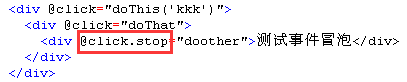 <div @click="doThis('kkk')">
<div @click="doThat">
<div @click.stop="doother">测试事件冒泡</div>
</div>
</div>